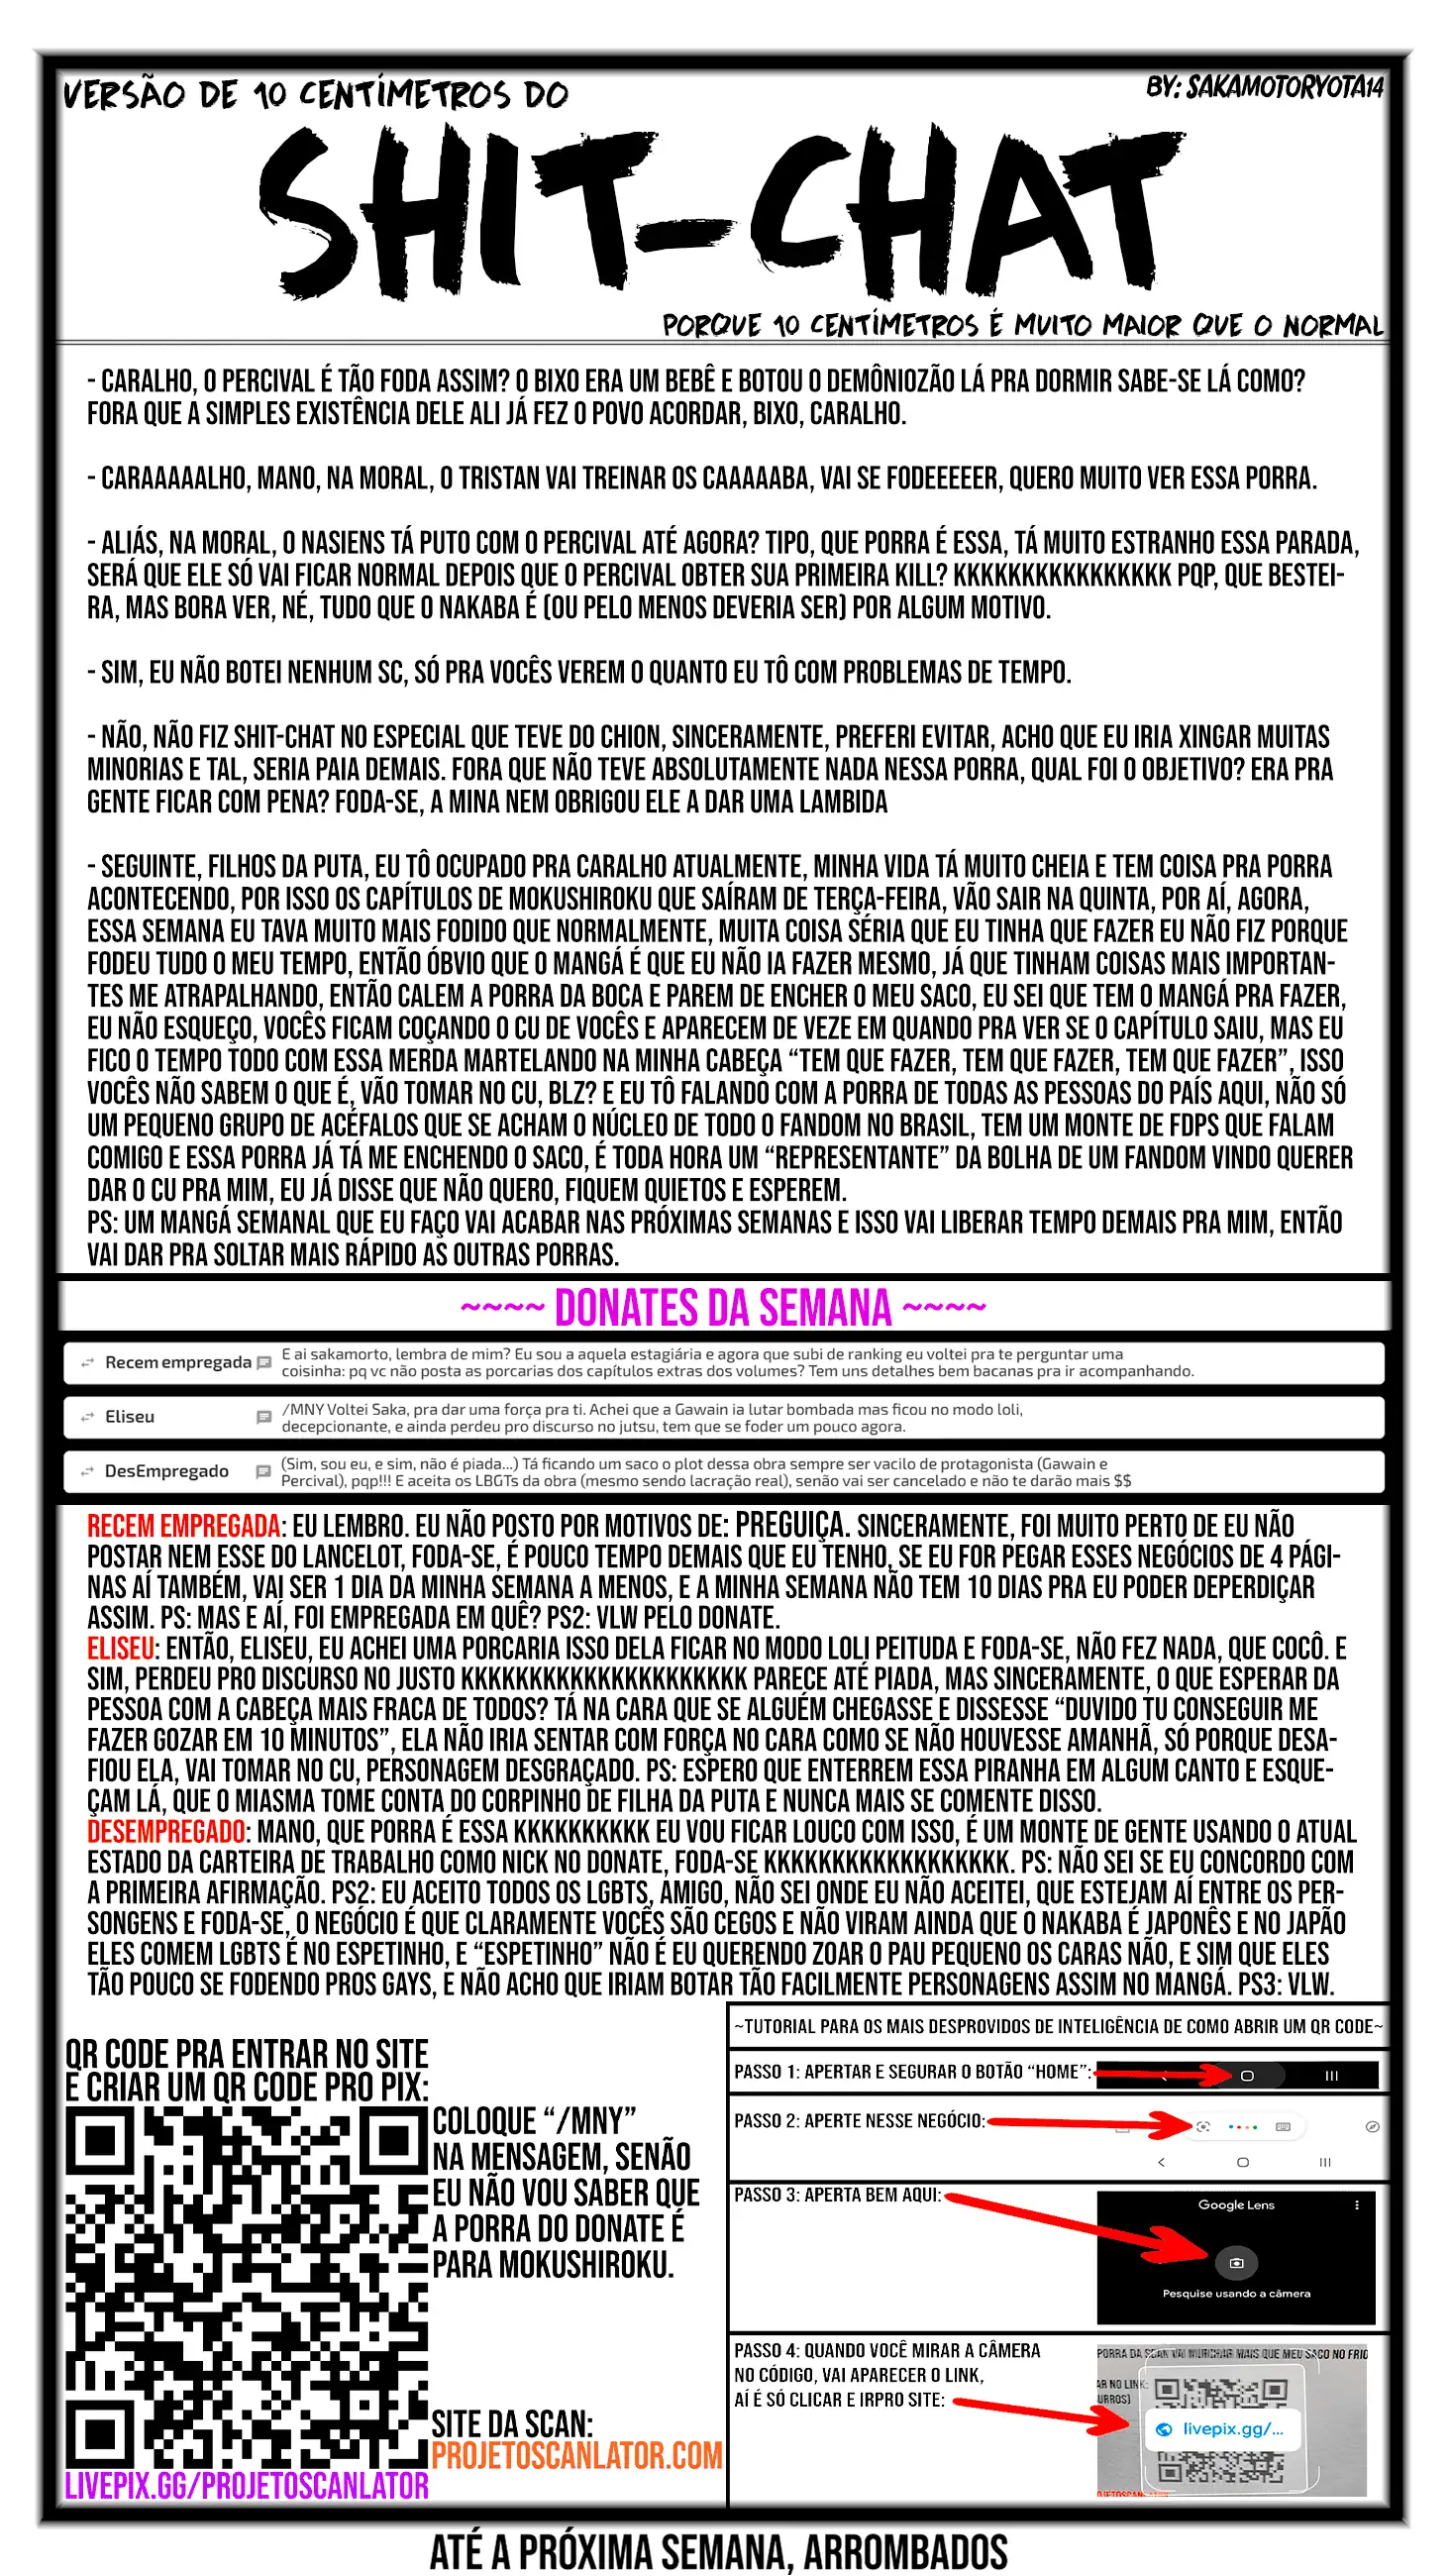 VERSÃO DE 10 CENTÍMETROS DO
BY: SAKAMOTORYOTA14
SHIT-CHAT
PORQUE 10 CENTÍMETROS É MUITO MAIOR QUE O NORMAL
- CARALHO, O PERCIVAL É TÃO FODA ASSIM? O BIXO ERA UM BEBÊ E BOTOU O DEMÔNIOZÃO LÁ PRA DORMIR SABE-SE LÁ COMO?
FORA QUE A SIMPLES EXISTÊNCIA DELE ALI JÁ FEZ O POVO ACORDAR, BIXO, CARALHO.
- CARAAAAALHO, MANO, NA MORAL, O TRISTAN VAI TREINAR OS CAAAAABA, VAI SE FODEEEEER, QUERO MUITO VER ESSA PORRA.
- ALIÁS, NA MORAL, O NASIENS TÁ PUTO COM O PERCIVAL ATÉ AGORA? TIPO, QUE PORRA É ESSA, TÁ MUITO ESTRANHO ESSA PARADA,
SERÁ QUE ELE SÓ VAI FICAR NORMAL DEPOIS QUE O PERCIVAL OBTER SUA PRIMEIRA KILL? KKKKKKKKKKKKKKKK PQP, QUE BESTEI-
RA, MAS BORA VER, NÉ, TUDO QUE O NAKABA É (OU PELO MENOS DEVERIA SER) POR ALGUM MOTIVO.
- SIM, EU NÃO BOTEI NENHUM SC, SÓ PRA VOCÊS VEREM O QUANTO EU TÔ COM PROBLEMAS DE TEMPO.
- NÃO, NÃO FIZ SHIT-CHAT NO ESPECIAL QUE TEVE DO CHION, SINCERAMENTE, PREFERI EVITAR, ACHO QUE EU IRIA XINGAR MUITAS
MINORIAS E TAL, SERIA PAIA DEMAIS. FORA QUE NÃO TEVE ABSOLUTAMENTE NADA NESSA PORRA, QUAL FOI O OBJETIVO? ERA PRA
GENTE FICAR COM PENA? FODA-SE, A MINA NEM OBRIGOU ELE A DAR UMA LAMBIDA
- SEGUINTE, FILHOS DA PUTA, EU TÔ OCUPADO PRA CARALHO ATUALMENTE, MINHA VIDA TÁ MUITO CHEIA E TEM COISA PRA PORRA
ACONTECENDO, POR ISSO OS CAPÍTULOS DE MOKUSHIROKU QUE SAÍRAM DE TERÇA-FEIRA, VÃO SAIR NA QUINTA, POR AÍ, AGORA,
ESSA SEMANA EU TAVA MUITO MAIS FODIDO QUE NORMALMENTE, MUITA COISA SÉRIA QUE EU TINHA QUE FAZER EU NÃO FIZ PORQUE
FODEU TUDO O MEU TEMPO, ENTÃO ÓBVIO QUE O MANGÁ É QUE EU NÃO IA FAZER MESMO, JÁ QUE TINHAM COISAS MAIS IMPORTAN-
TES ME ATRAPALHANDO, ENTÃO CALEM A PORRA DA BOCA E PAREM DE ENCHER O MEU SACO, EU SEI QUE TEM O MANGÁ PRA FAZER,
EU NÃO ESQUEÇO, VOCÊS FICAM COÇANDO O CU DE VOCÊS E APARECEM DE VEZE EM QUANDO PRA VER SE O CAPÍTULO SAIU, MAS EU
FICO O TEMPO TODO COM ESSA MERDA MARTELANDO NA MINHA CABEÇA “TEM QUE FAZER, TEM QUE FAZER, TEM QUE FAZER”, ISSO
VOCÊS NÃO SABEM O QUE É, VÃO TOMAR NO CU, BLZ? E EU TÔ FALANDO COM A PORRA DE TODAS AS PESSOAS DO PAÍS AQUI, NÃO SÓ
UM PEQUENO GRUPO DE ACÉFALOS QUE SE ACHAM O NÚCLEO DE TODO O FANDOM NO BRASIL, TEM UM MONTE DE FDPS QUE FALAM
COMIGO E ESSA PORRA JÁ TÁ ME ENCHENDO O SACO, É TODA HORA UM “REPRESENTANTE” DA BOLHA DE UM FANDOM VINDO QUERER
DAR O CU PRA MIM, EU JÁ DISSE QUE NÃO QUERO, FIQUEM QUIETOS E ESPEREM.
PS: UM MANGÁ SEMANAL QUE EU FAÇO VAI ACABAR NAS PRÓXIMAS SEMANAS E ISSO VAI LIBERAR TEMPO DEMAIS PRA MIM, ENTÃO
VAI DAR PRA SOLTAR MAIS RÁPIDO AS OUTRAS PORRAS.
~~~~ DONATES DA SEMANA ~~~~
Recem empregada E ai sakamorto, lembra de mim? Eu sou a aquela estagiária e agora que subi de ranking eu voltei pra te perguntar uma
coisinha: pq vc não posta as porcarias dos capítulos extras dos volumes? Tem uns detalhes bem bacanas pra ir acompanhando.
Eliseu /MNY Voltei Saka, pra dar uma força pra ti. Achei que a Gawain ia lutar bombada mas ficou no modo loli,
decepcionante, e ainda perdeu pro discurso no jutsu, tem que se foder um pouco agora.
DesEmpregado (Sim, sou eu, e sim, não é piada...) Tá ficando um saco o plot dessa obra sempre ser vacilo de protagonista (Gawain e
Percival), pqp!!! E aceita os LBGTs da obra (mesmo sendo lacração real), senão vai ser cancelado e não te darão mais $$
RECEM EMPREGADA: EU LEMBRO. EU NÃO POSTO POR MOTIVOS DE: PREGUIÇA. SINCERAMENTE, FOI MUITO PERTO DE EU NÃO
POSTAR NEM ESSE DO LANCELOT, FODA-SE, É POUCO TEMPO DEMAIS QUE EU TENHO, SE EU FOR PEGAR ESSES NEGÓCIOS DE 4 PÁGI-
NAS AÍ TAMBÉM, VAI SER 1 DIA DA MINHA SEMANA A MENOS, E A MINHA SEMANA NÃO TEM 10 DIAS PRA EU PODER DEPERDIÇAR
ASSIM. PS: MAS E AÍ, FOI EMPREGADA EM QUÊ? PS2: VLW PELO DONATE.
ELISEU: ENTÃO, ELISEU, EU ACHEI UMA PORCARIA ISSO DELA FICAR NO MODO LOLI PEITUDA E FODA-SE, NÃO FEZ NADA, QUE COCÔ. E
SIM, PERDEU PRO DISCURSO NO JUSTO KKKKKKKKKKKKKKKKKKKKK PARECE ATÉ PIADA, MAS SINCERAMENTE, O QUE ESPERAR DA
PESSOA COM A CABEÇA MAIS FRACA DE TODOS? TÁ NA CARA QUE SE ALGUÉM CHEGASSE E DISSESSE “DUVIDO TU CONSEGUIR ME
FAZER GOZAR EM 10 MINUTOS”, ELA NÃO IRIA SENTAR COM FORÇA NO CARA COMO SE NÃO HOUVESSE AMANHÃ, SÓ PORQUE DESA-
FIOU ELA, VAI TOMAR NO CU, PERSONAGEM DESGRAÇADO. PS: ESPERO QUE ENTERREM ESSA PIRANHA EM ALGUM CANTO E ESQUE-
ÇAM LÁ, QUE O MIASMA TOME CONTA DO CORPINHO DE FILHA DA PUTA E NUNCA MAIS SE COMENTE DISSO.
DESEMPREGADO: MANO, QUE PORRA É ESSA KKKKKKKKKK EU VOU FICAR LOUCO COM ISSO, É UM MONTE DE GENTE USANDO O ATUAL
ESTADO DA CARTEIRA DE TRABALHO COMO NICK NO DONATE, FODA-SE KKKKKKKKKKKKKKKKKK. PS: NÃO SEI SE EU CONCORDO COM
A PRIMEIRA AFIRMAÇÃO. PS2: EU ACEITO TODOS OS LGBTS, AMIGO, NÃO SEI ONDE EU NÃO ACEITEI, QUE ESTEJAM AÍ ENTRE OS PER-
SONGENS E FODA-SE, O NEGÓCIO É QUE CLARAMENTE VOCÊS SÃO CEGOS E NÃO VIRAM AINDA QUE O NAKABA É JAPONÊS E NO JAPÃO
ELES COMEM LGBTS É NO ESPETINHO, E “ESPETINHO” NÃO É EU QUERENDO ZOAR O PAU PEQUENO OS CARAS NÃO, E SIM QUE ELES
TÃO POUCO SE FODENDO PROS GAYS, E NÃO ACHO QUE IRIAM BOTAR TÃO FACILMENTE PERSONAGENS ASSIM NO MANGÁ. PS3: VLW.
QR CODE PRA ENTRAR NO SITE
E CRIAR UM QR CODE PRO PIX:
COLOQUE “/MNY”
NA MENSAGEM, SENÃO
EU NÃO VOU SABER QUE
A PORRA DO DONATE É
PARA MOKUSHIROKU.
SITE DA SCAN:
PROJETOSCANLATOR.COM
LIVEPIX.GG/PROJETOSCANLATOR
~TUTORIAL PARA OS MAIS DESPROVIDOS DE INTELIGÊNCIA DE COMO ABRIR UM QR CODE~
PASSO 1: APERTAR E SEGURAR O BOTÃO “HOME”:
PASSO 2: APERTE NESSE NEGÓCIO:
PASSO 3: APERTA BEM AQUI:
Google Lens
Pesquise usando a câmera
PASSO 4: QUANDO VOCÊ MIRAR A CÂMERA
NO CÓDIGO, VAI APARECER O LINK,
AÍ É SÓ CLICAR E IRPRO SITE:
PORRA DA SCAN VAI MURCHAR MAIS QUE MEU SACO NO FRIO
AR NO LINK:
URROS)
livepix.gg/...
ATÉ A PRÓXIMA SEMANA, ARROMBADOS